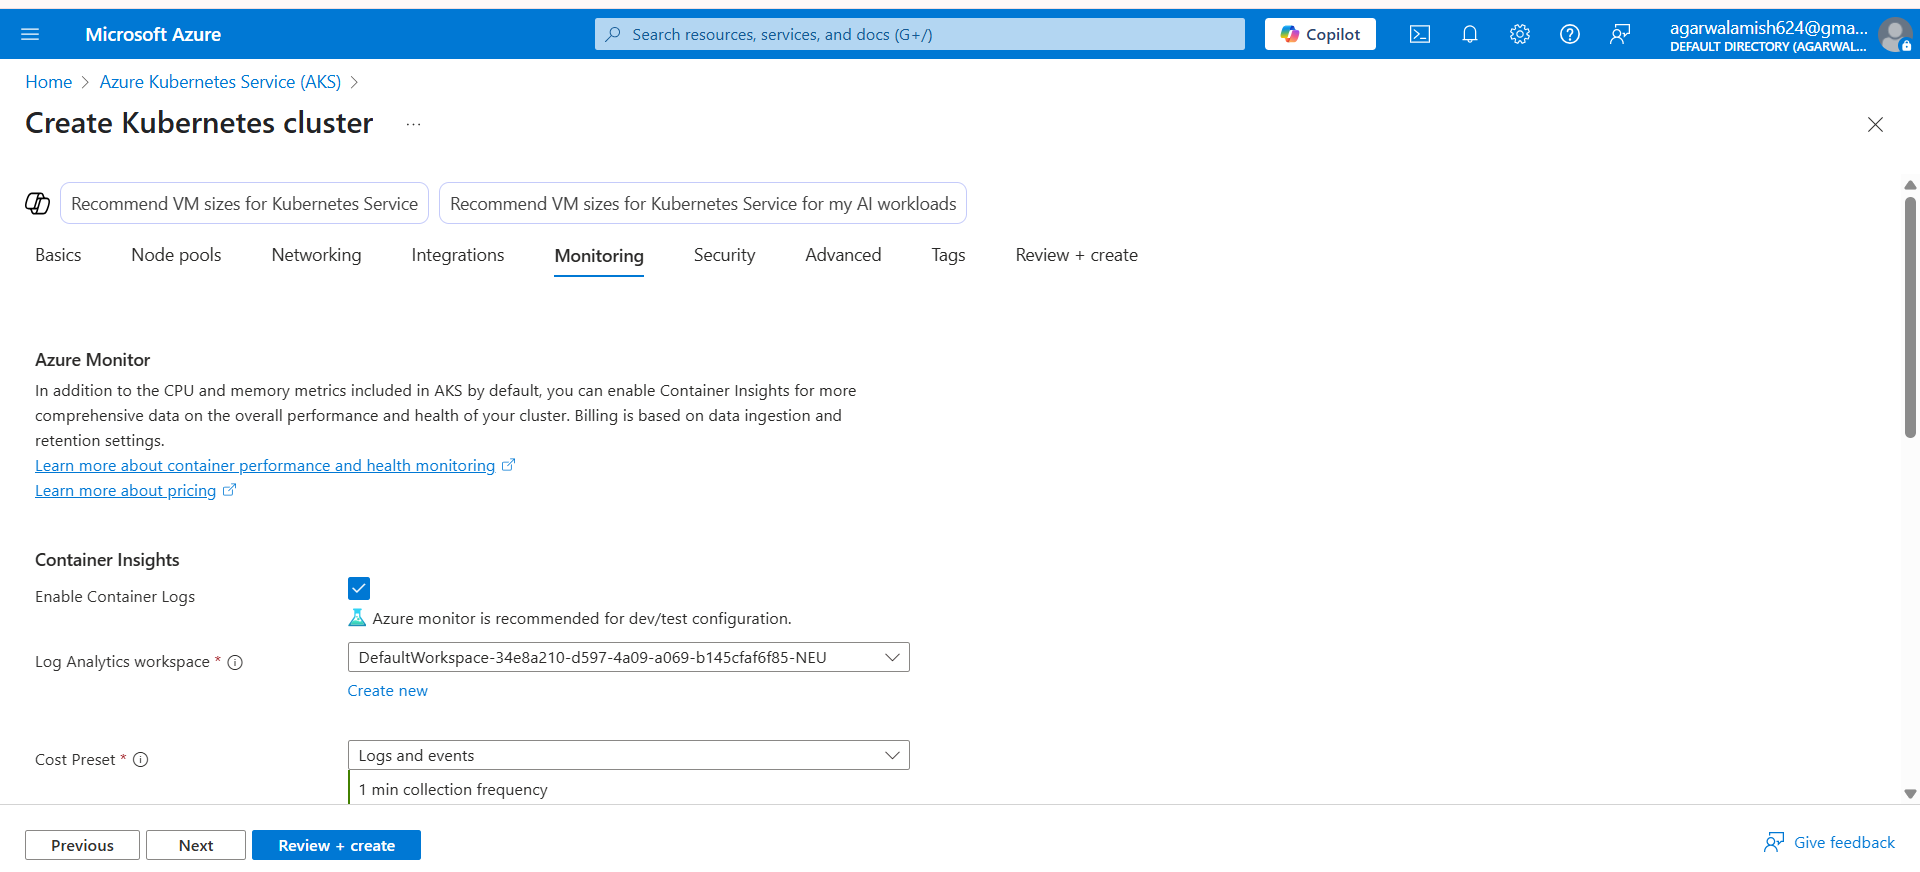 Microsoft Azure
Search resources, services, and docs (G+/)
Copilot
agarwalamish624@gma...
DEFAULT DIRECTORY (AGARWAL...
Home > Azure Kubernetes Service (AKS) >
Create Kubernetes cluster ...
Recommend VM sizes for Kubernetes Service
Recommend VM sizes for Kubernetes Service for my AI workloads
Basics Node pools Networking Integrations Monitoring Security Advanced Tags Review + create
Azure Monitor
In addition to the CPU and memory metrics included in AKS by default, you can enable Container Insights for more
comprehensive data on the overall performance and health of your cluster. Billing is based on data ingestion and
retention settings.
Learn more about container performance and health monitoring
Learn more about pricing
Container Insights
Enable Container Logs
Azure monitor is recommended for dev/test configuration.
Log Analytics workspace *
DefaultWorkspace-34e8a210-d597-4a09-a069-b145cfaf6f85-NEU
Create new
Cost Preset *
Logs and events
1 min collection frequency
Previous
Next
Review + create
Give feedback